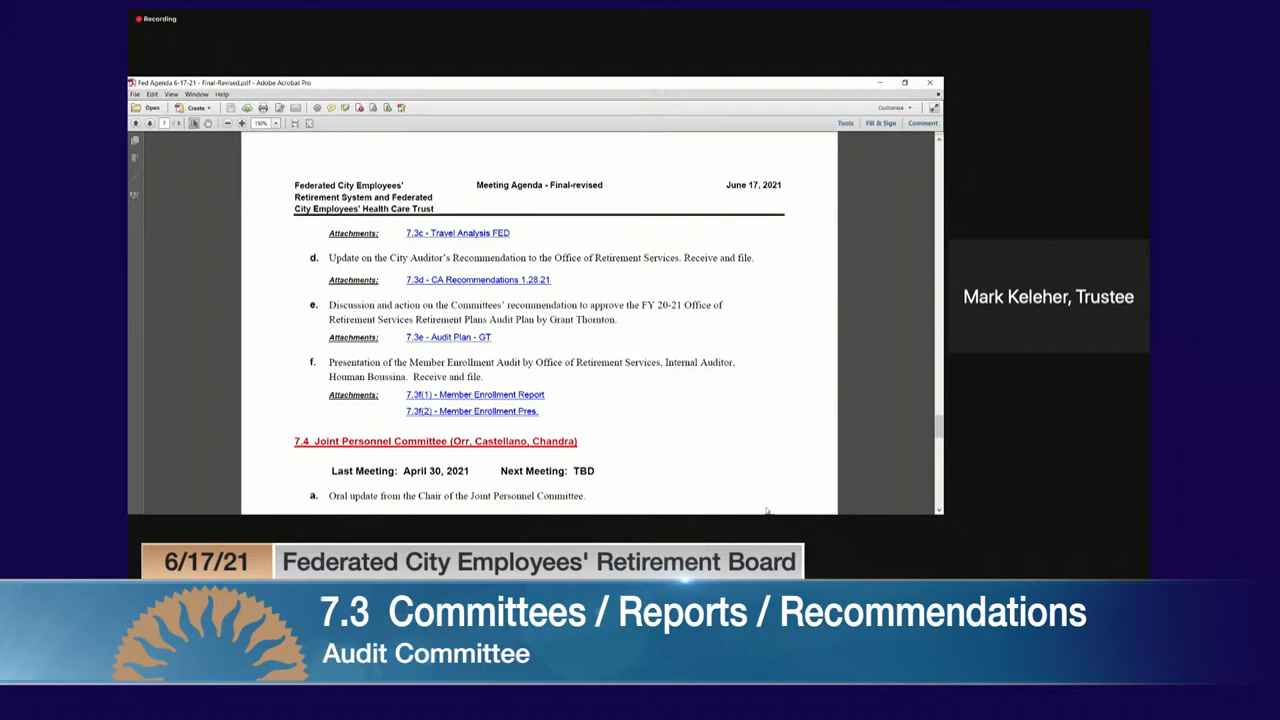 Recording
Fed Agenda 6-17-21 - Final-Revised.pdf - Adobe Acrobat Pro
File Edit View Window Help
Open Create Customize
7 / 8 150% Tools Fill & Sign Comment
Federated City Employees' Meeting Agenda - Final-revised June 17, 2021
Retirement System and Federated
City Employees' Health Care Trust
Attachments: 7.3c - Travel Analysis FED
d. Update on the City Auditor's Recommendation to the Office of Retirement Services. Receive and file.
Attachments: 7.3d - CA Recommendations 1.28.21
e. Discussion and action on the Committees' recommendation to approve the FY 20-21 Office of
Retirement Services Retirement Plans Audit Plan by Grant Thornton.
Attachments: 7.3e - Audit Plan - GT
f. Presentation of the Member Enrollment Audit by Office of Retirement Services, Internal Auditor,
Houman Boussina. Receive and file.
Attachments: 7.3f(1) - Member Enrollment Report
7.3f(2) - Member Enrollment Pres.
7.4 Joint Personnel Committee (Orr, Castellano, Chandra)
Last Meeting: April 30, 2021 Next Meeting: TBD
a. Oral update from the Chair of the Joint Personnel Committee.
Mark Keleher, Trustee
6/17/21 Federated City Employees' Retirement Board
7.3 Committees / Reports / Recommendations
Audit Committee